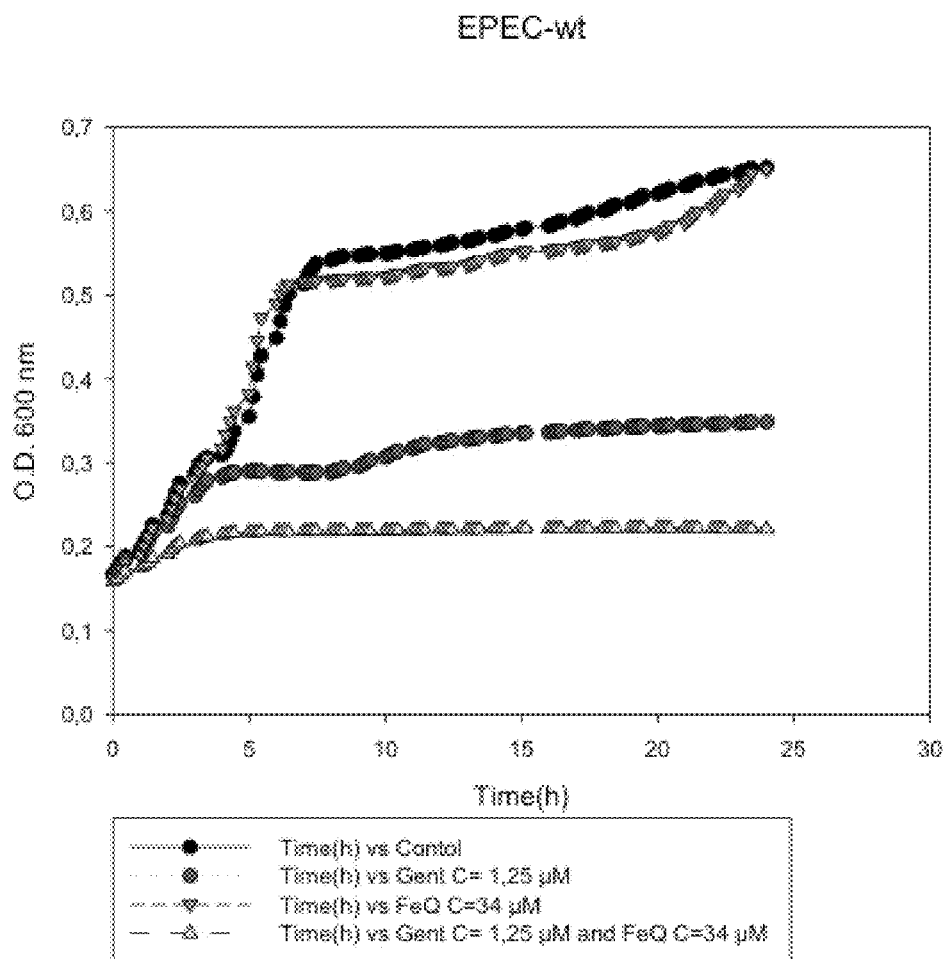 EPEC-wt
0,7
0,6
0,5
0,4
0,3
0,2
0,1
0,0
O.D. 600 nm
0 5 10 15 20 25 30
Time(h)
Time(h) vs Contol
Time(h) vs Gent C= 1,25 µM
Time(h) vs FeQ C=34 µM
Time(h) vs Gent C= 1,25 µM and FeQ C=34 µM